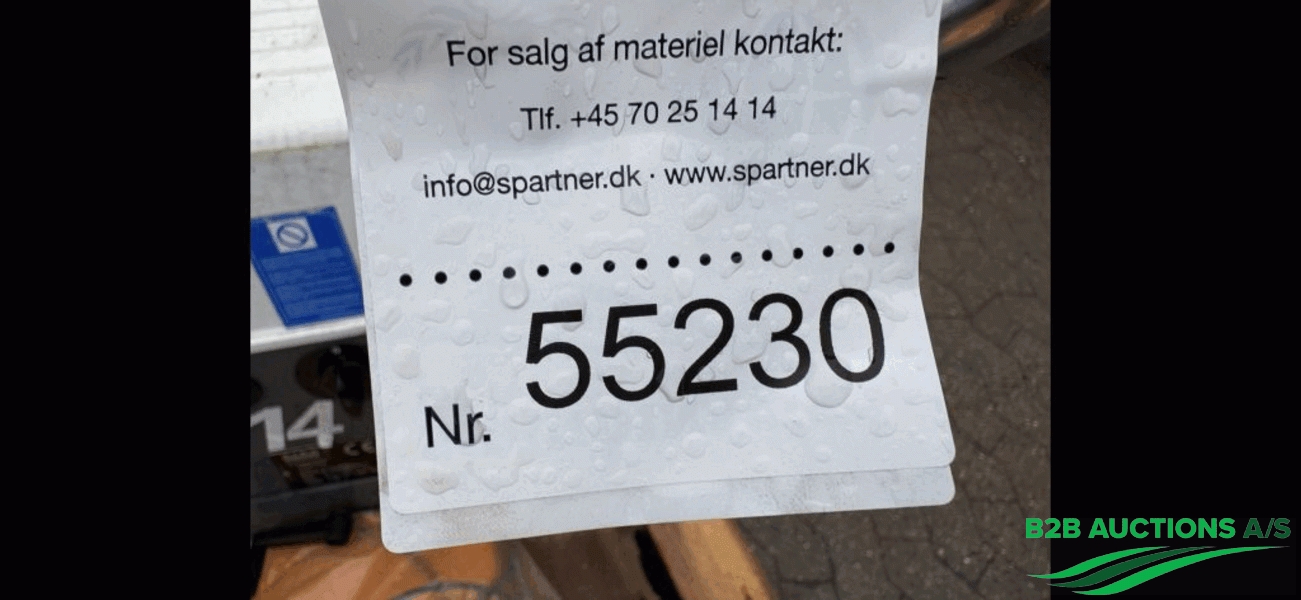 For salg af materiel kontakt:
Tlf. +45 70 25 14 14
info@spartner.dk · www.spartner.dk
Nr. 55230
14
B2B AUCTIONS A/S